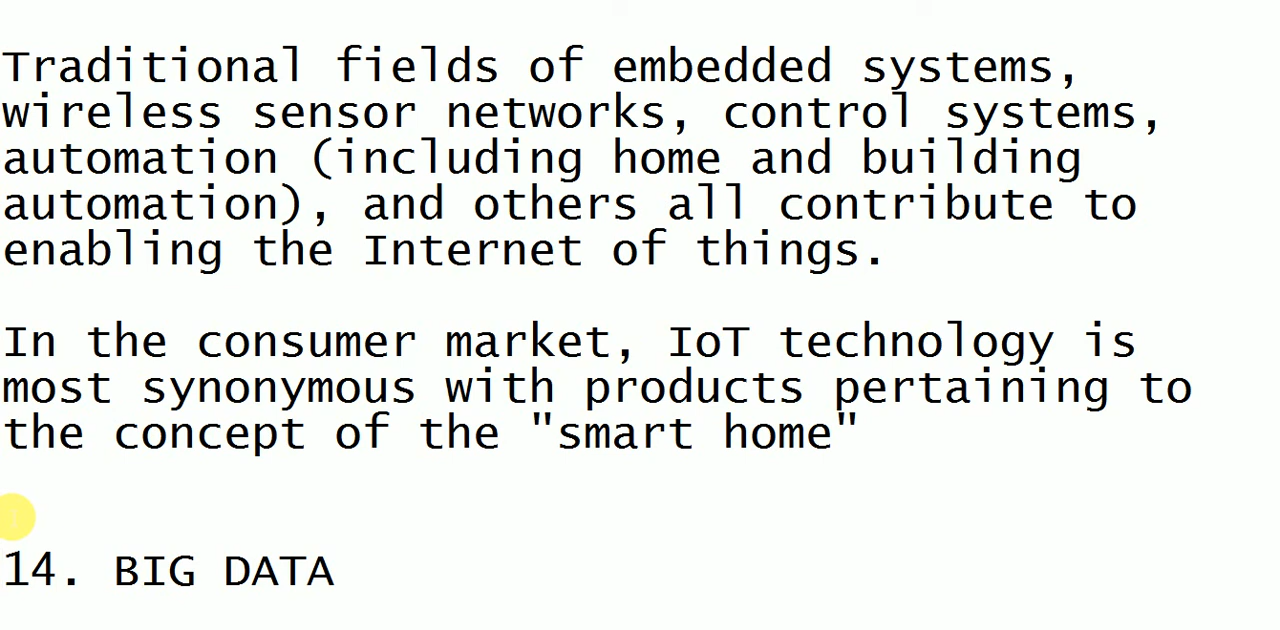 Traditional fields of embedded systems,
wireless sensor networks, control systems,
automation (including home and building
automation), and others all contribute to
enabling the Internet of things.
In the consumer market, IoT technology is
most synonymous with products pertaining to
the concept of the "smart home"
14. BIG DATA